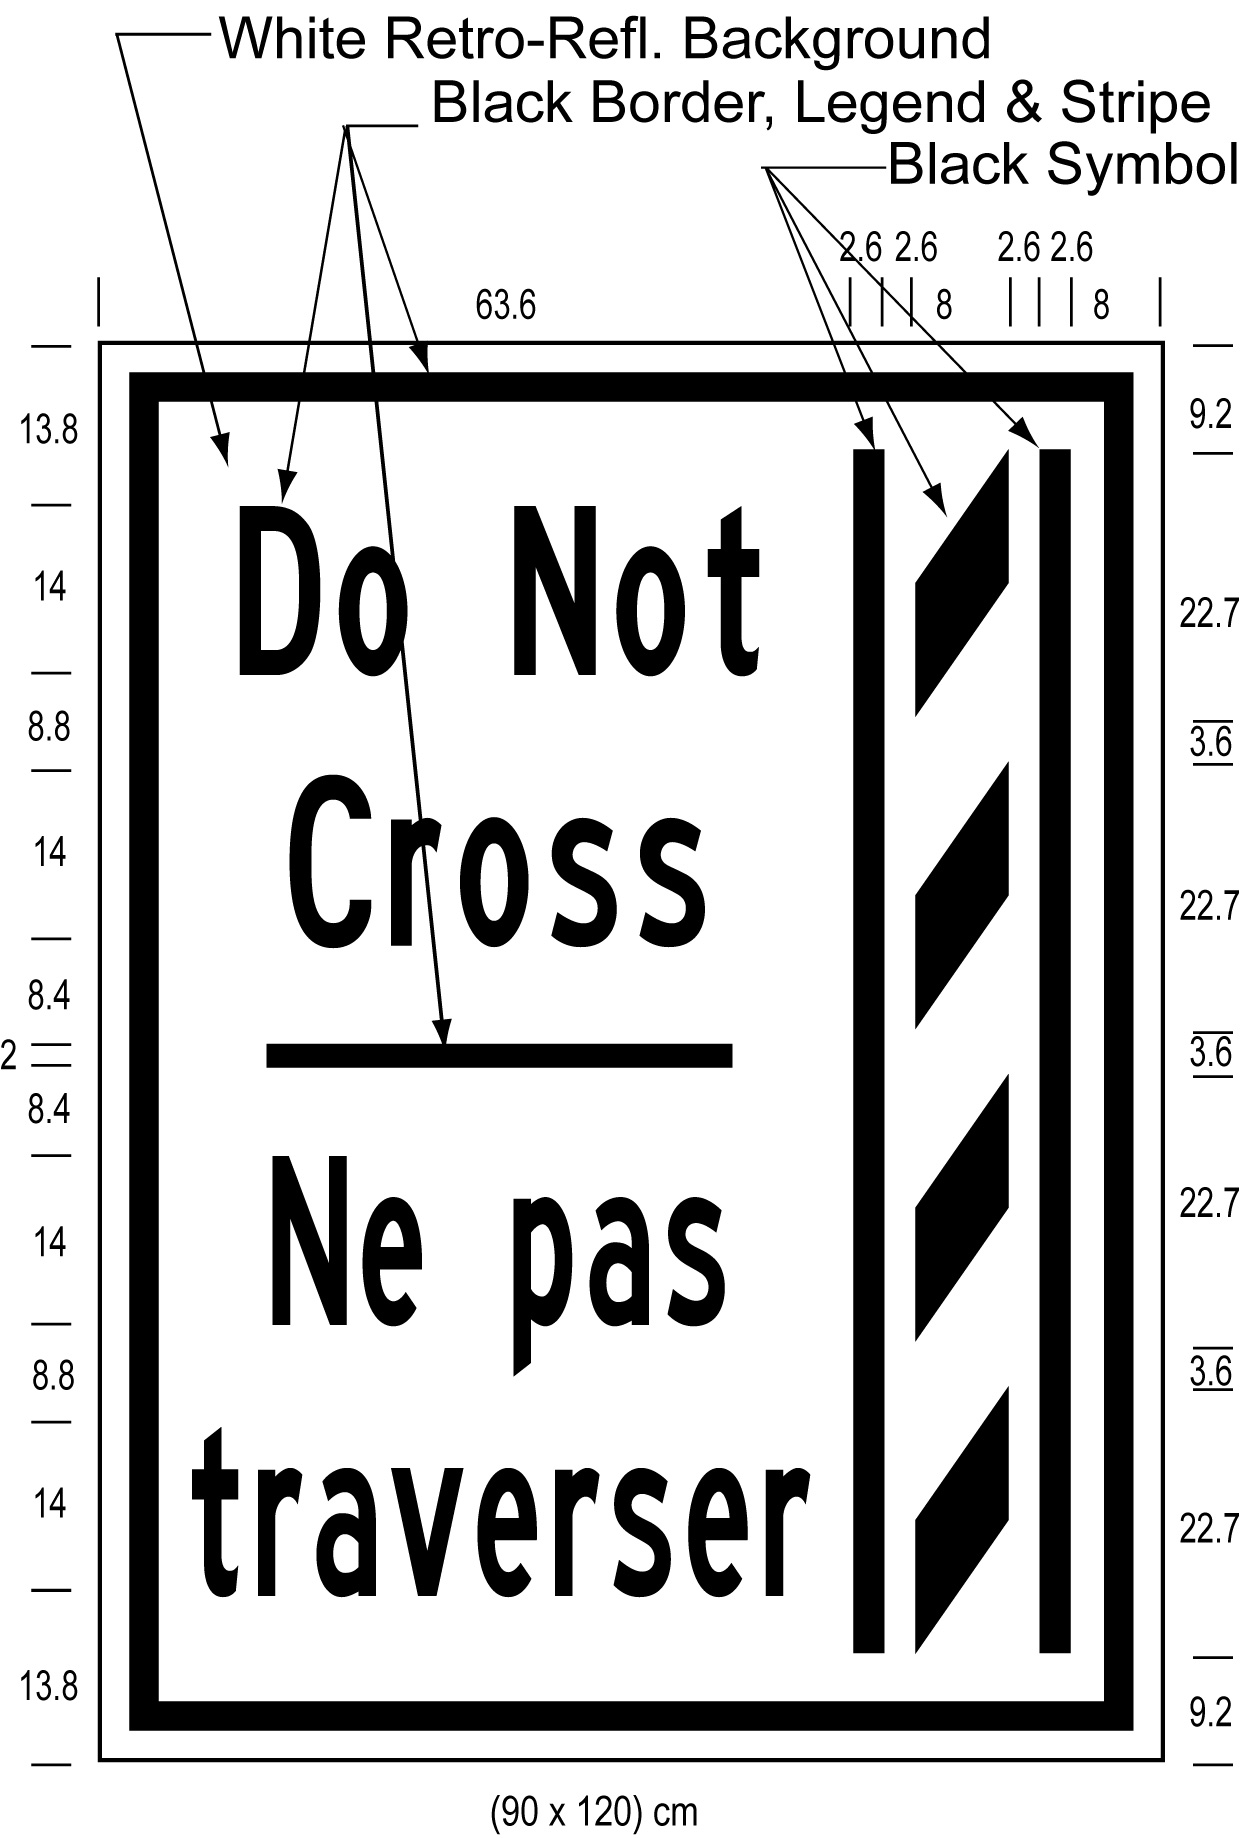 White Retro-Refl. Background
Black Border, Legend & Stripe
Black Symbol
2.6 2.6 2.6 2.6
63.6 8 8
13.8 9.2
Do Not
14 22.7
8.8 3.6
Cross
14 22.7
8.4
2 3.6
8.4
Ne pas
14 22.7
8.8 3.6
traverser
14 22.7
13.8 9.2
(90 x 120) cm